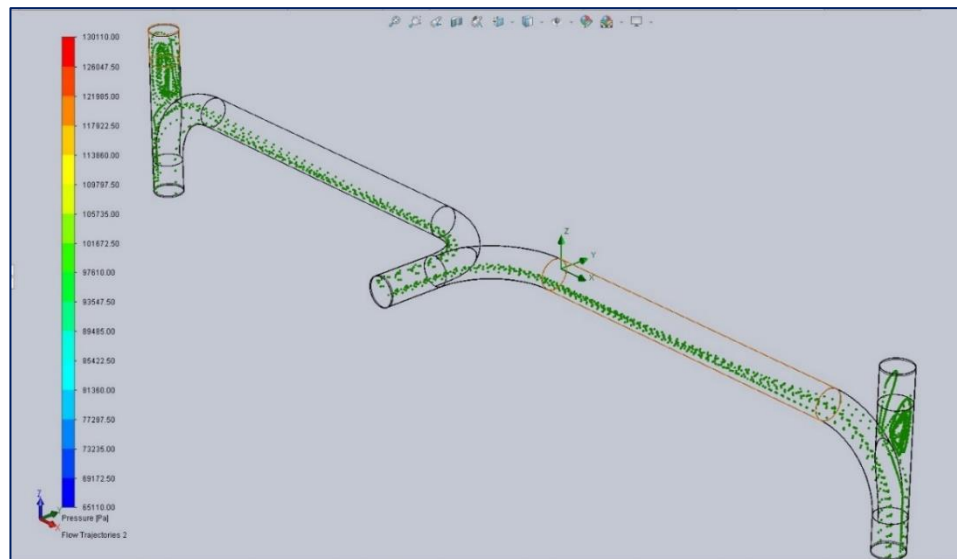 130110.00
126047.50
121985.00
117922.50
113860.00
109797.50
105735.00
101672.50
97610.00
93547.50
89485.00
85422.50
81360.00
77297.50
73235.00
69172.50
65110.00
Pressure [Pa]
Flow Trajectories 2
Z
Y
X
Z
Y
X